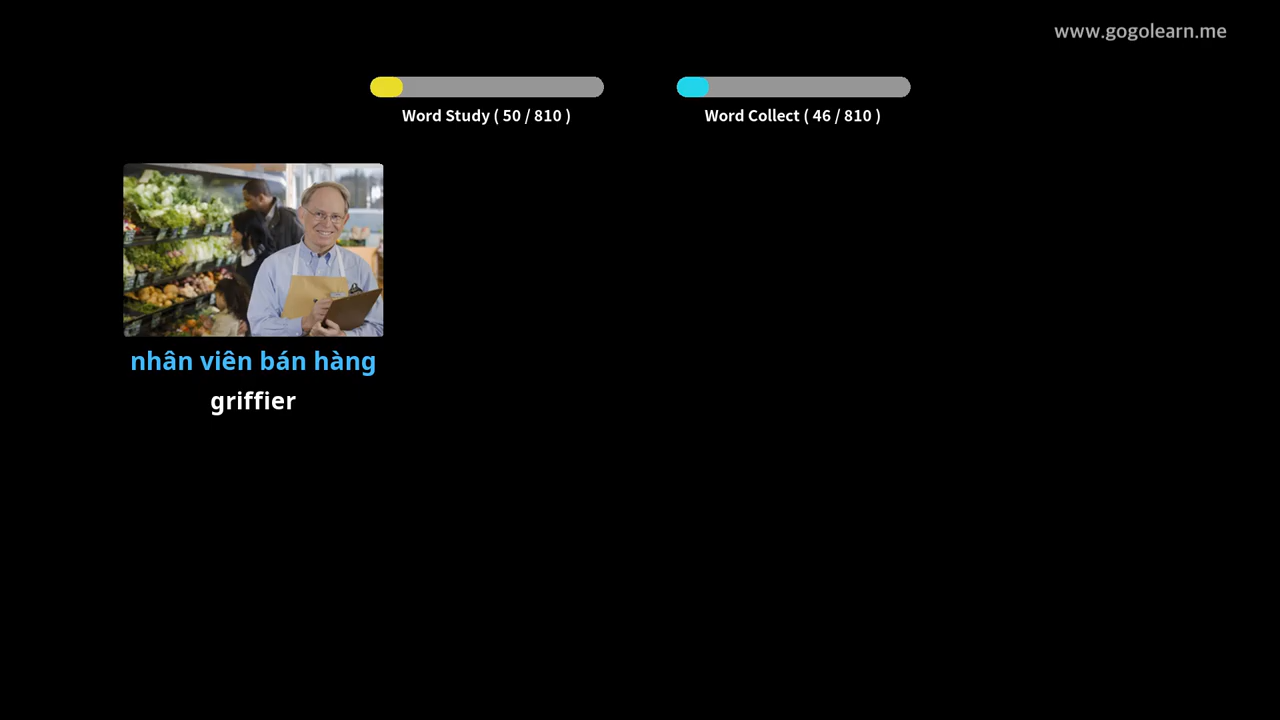 www.gogolearn.me
Word Study ( 50 / 810 )
Word Collect ( 46 / 810 )
nhân viên bán hàng
griffier